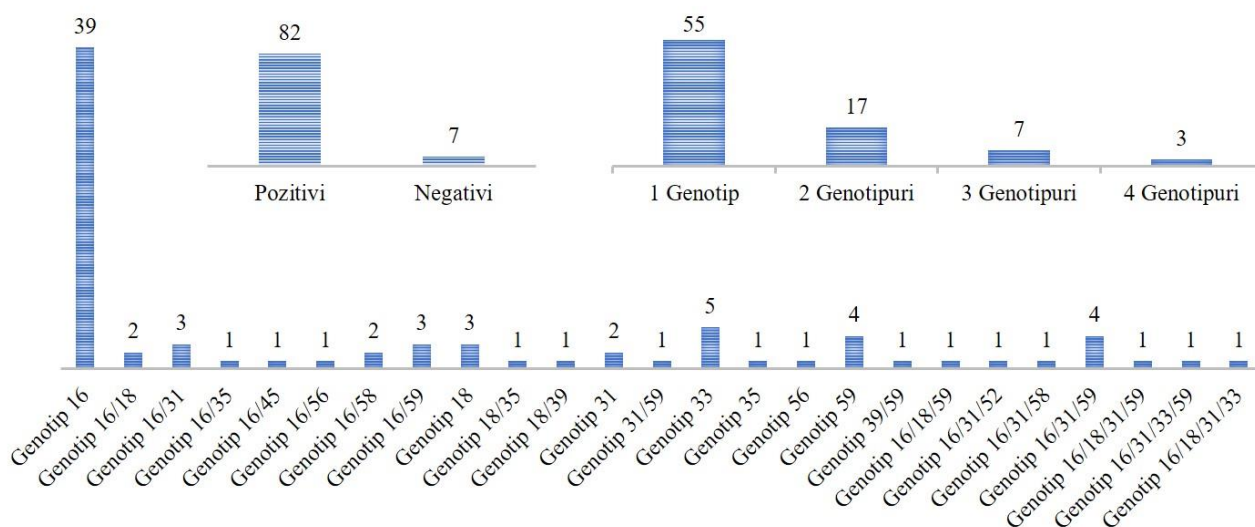 39
82
7
Pozitivi
Negativi
55
17
7
3
1 Genotip
2 Genotipuri
3 Genotipuri
4 Genotipuri
2
3
1
1
1
2
3
3
1
1
2
1
5
1
1
4
1
1
1
1
4
1
1
1
Genotip 16
Genotip 16/18
Genotip 16/31
Genotip 16/35
Genotip 16/45
Genotip 16/56
Genotip 16/58
Genotip 16/59
Genotip 18
Genotip 18/35
Genotip 18/39
Genotip 31
Genotip 31/59
Genotip 33
Genotip 35
Genotip 56
Genotip 59
Genotip 39/59
Genotip 16/18/59
Genotip 16/31/52
Genotip 16/31/58
Genotip 16/31/59
Genotip 16/18/31/59
Genotip 16/31/33/59
Genotip 16/18/31/33